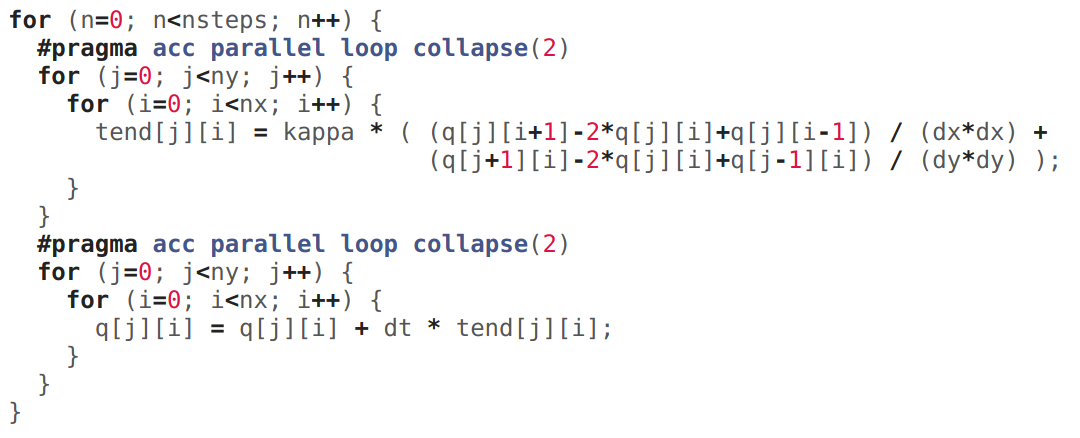 for (n=0; n<nsteps; n++) {
  #pragma acc parallel loop collapse(2)
  for (j=0; j<ny; j++) {
    for (i=0; i<nx; i++) {
      tend[j][i] = kappa * ( (q[j][i+1]-2*q[j][i]+q[j][i-1]) / (dx*dx) +
                             (q[j+1][i]-2*q[j][i]+q[j-1][i]) / (dy*dy) );
    }
  }
  #pragma acc parallel loop collapse(2)
  for (j=0; j<ny; j++) {
    for (i=0; i<nx; i++) {
      q[j][i] = q[j][i] + dt * tend[j][i];
    }
  }
}